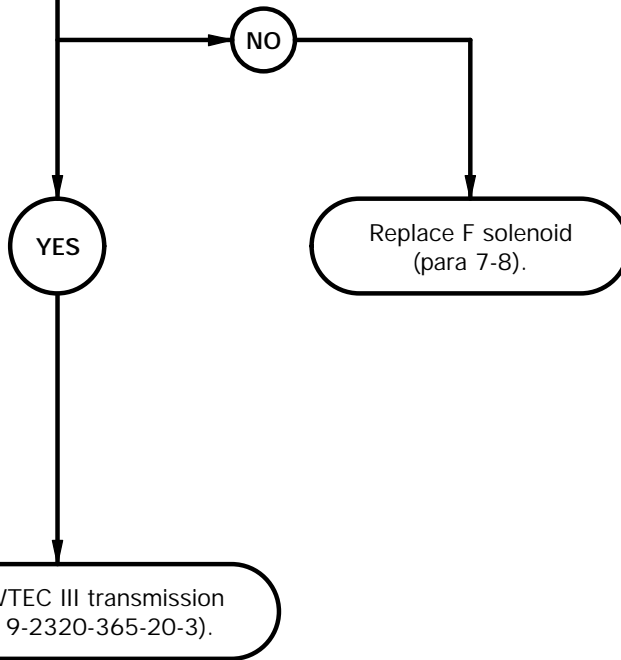 NO
YES
Replace F solenoid
(para 7-8).
TEC III transmission
9-2320-365-20-3).